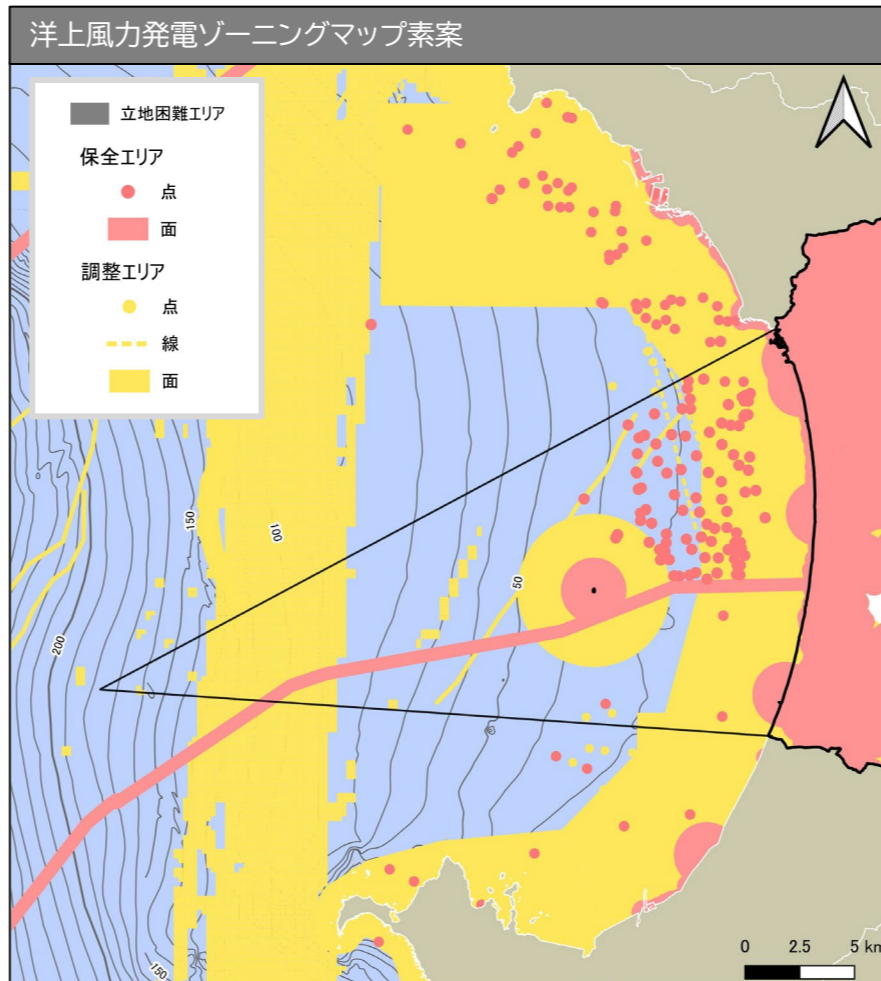 洋上風力発電ゾーニングマップ素案
立地困難エリア
保全エリア
点
面
調整エリア
点
線
面
150
100
50
200
150
0 2.5 5 km